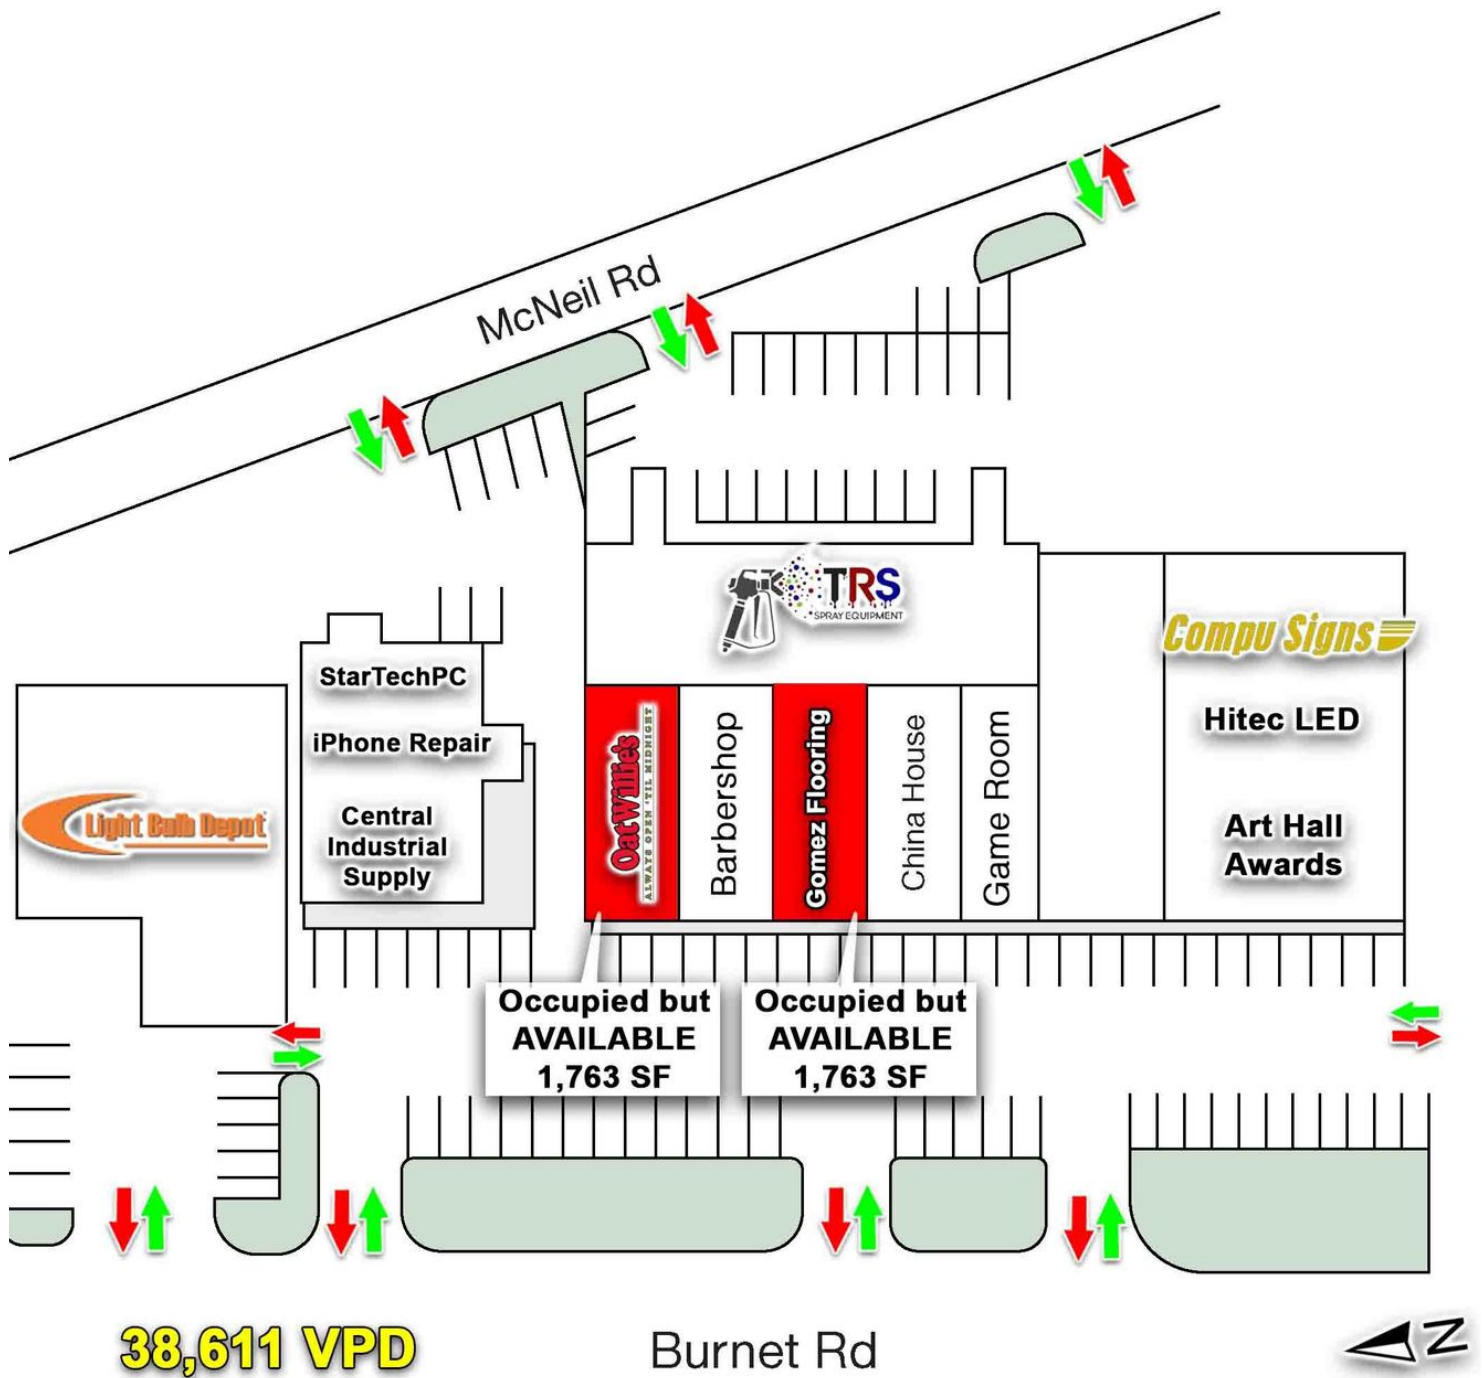 McNeil Rd
TRS
SPRAY EQUIPMENT
Compu Signs
StarTechPC
iPhone Repair
Central
Industrial
Supply
Light Bulb Depot
Oat Willie's
ALWAYS OPEN 'TIL MIDNIGHT
Barbershop
Gomez Flooring
China House
Game Room
Hitec LED
Art Hall
Awards
Occupied but
AVAILABLE
1,763 SF
Occupied but
AVAILABLE
1,763 SF
38,611 VPD
Burnet Rd
N